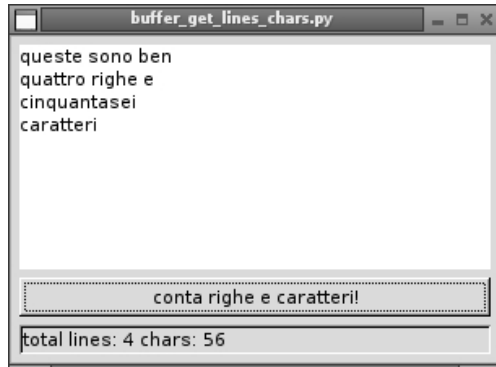 buffer_get_lines_chars.py
queste sono ben
quattro righe e
cinquantasei
caratteri
conta righe e caratteri!
total lines: 4 chars: 56